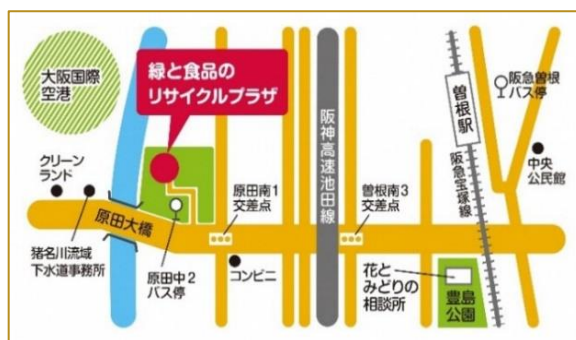 大阪国際
空港
緑と食品の
リサイクルプラザ
クリーン
ランド
猪名川流域
下水道事務所
原田大橋
原田中2
バス停
原田南1
交差点
コンビニ
阪神高速池田線
曽根南3
交差点
花と
みどりの
相談所
豊島
公園
曽根駅
阪急宝塚線
阪急曽根
バス停
中央
公民館